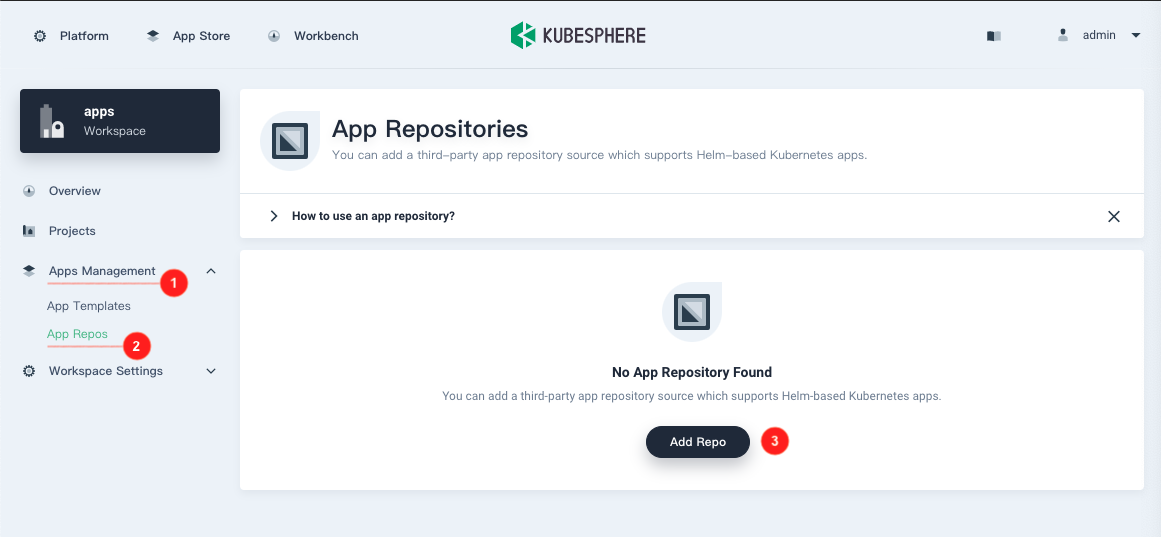 Platform
App Store
Workbench
KUBESPHERE
admin
apps
Workspace
Overview
Projects
Apps Management
1
App Templates
App Repos
2
Workspace Settings
App Repositories
You can add a third-party app repository source which supports Helm-based Kubernetes apps.
How to use an app repository?
No App Repository Found
You can add a third-party app repository source which supports Helm-based Kubernetes apps.
Add Repo
3